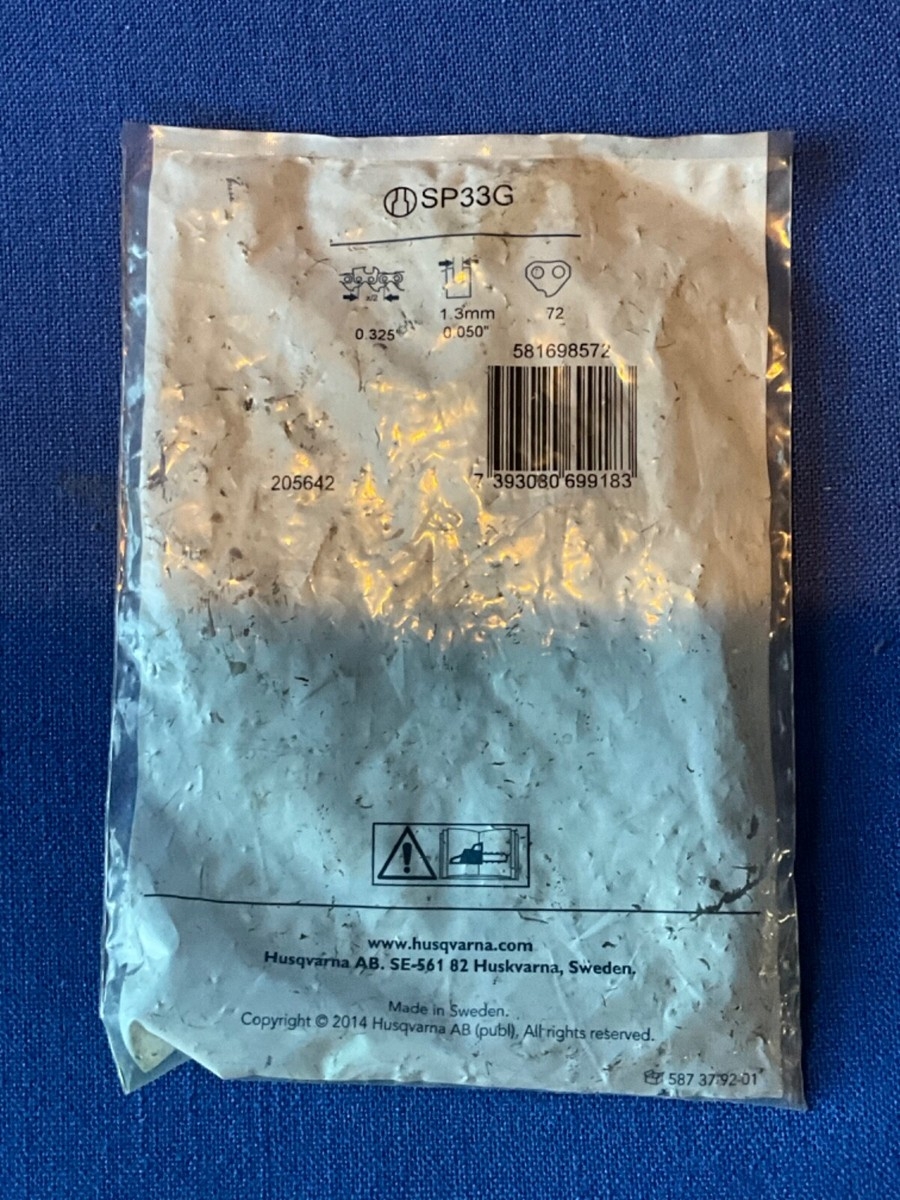 SP33G
x/2
0.325"
1.3mm
0.050"
72
581698572
7 393080 699183
205642
www.husqvarna.com
Husqvarna AB. SE-561 82 Huskvarna, Sweden.
Made in Sweden.
Copyright © 2014 Husqvarna AB (publ). All rights reserved.
587 37 92-01